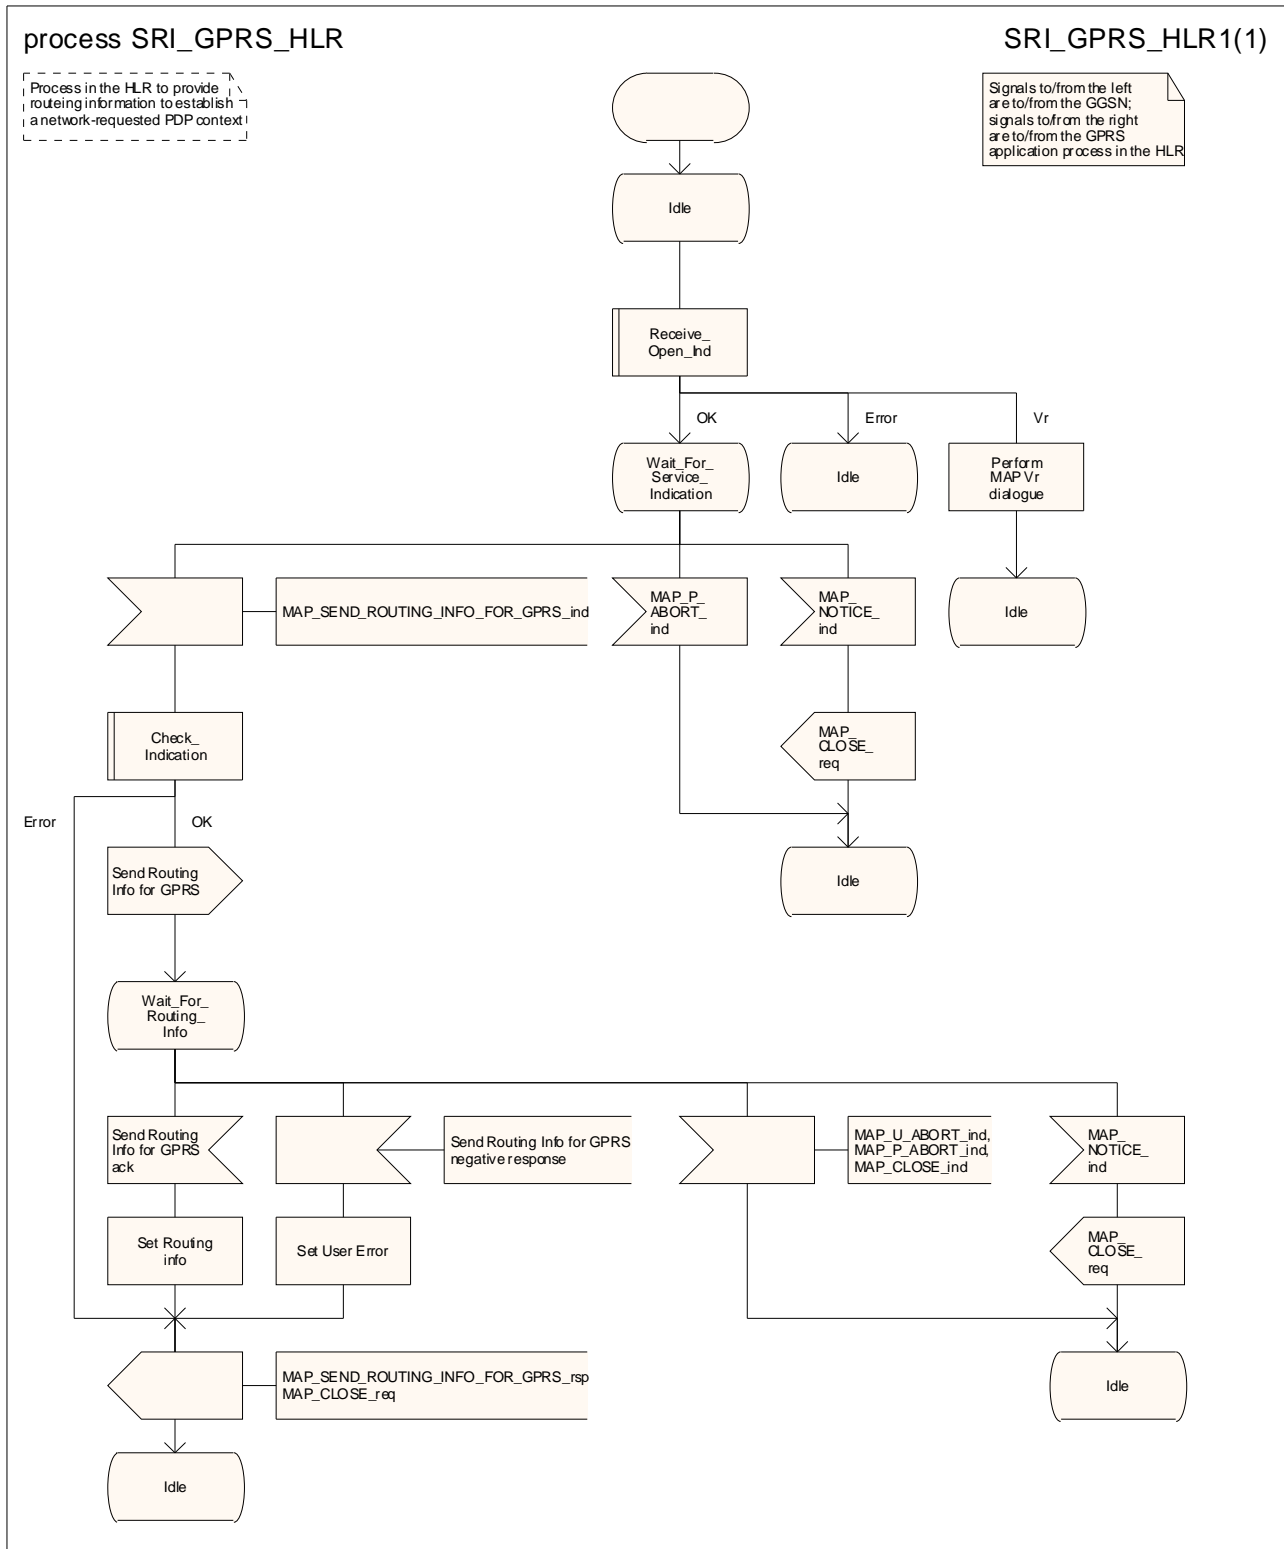 process SRI_GPRS_HLR
SRI_GPRS_HLR1(1)
Process in the HLR to provide
routeing information to establish
a network-requested PDP context
Signals to/from the left
are to/from the GGSN;
signals to/from the right
are to/from the GPRS
application process in the HLR
Idle
Receive_
Open_Ind
OK
Error
Vr
Wait_For_
Service_
Indication
Idle
Perform
MAP Vr
dialogue
MAP_SEND_ROUTING_INFO_FOR_GPRS_ind
MAP_P_
ABORT_
ind
MAP_
NOTICE_
ind
Idle
Check_
Indication
MAP_
CLOSE_
req
Error
OK
Send Routing
Info for GPRS
Idle
Wait_For_
Routing_
Info
Send Routing
Info for GPRS
ack
Send Routing Info for GPRS
negative response
MAP_U_ABORT_ind,
MAP_P_ABORT_ind,
MAP_CLOSE_ind
MAP_
NOTICE_
ind
Set Routing
info
Set User Error
MAP_
CLOSE_
req
MAP_SEND_ROUTING_INFO_FOR_GPRS_rsp
MAP_CLOSE_req
Idle
Idle